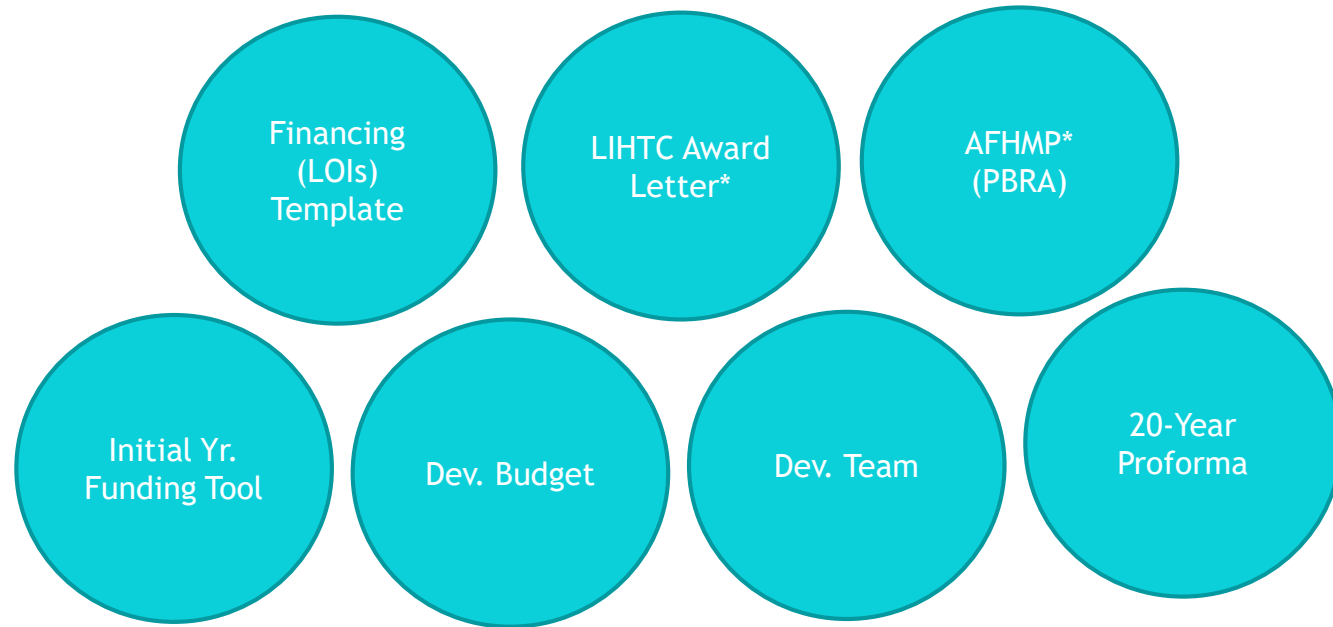 Financing
(LOIs)
Template
LIHTC Award
Letter*
AFHMP*
(PBRA)
Initial Yr.
Funding Tool
Dev. Budget
Dev. Team
20-Year
Proforma